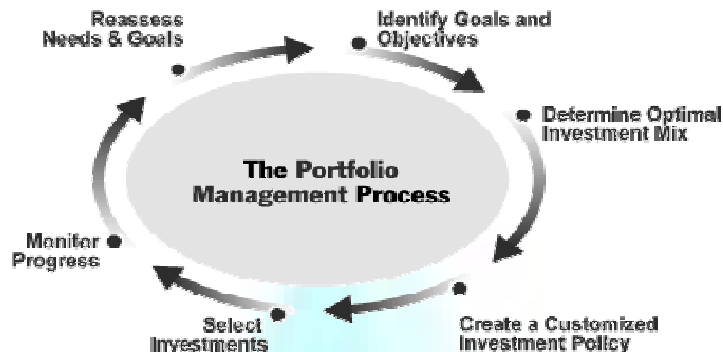 Reassess
Needs & Goals
Identify Goals and
Objectives
Determine Optimal
Investment Mix
The Portfolio
Management Process
Monitor
Progress
Select
Investments
Create a Customized
Investment Policy